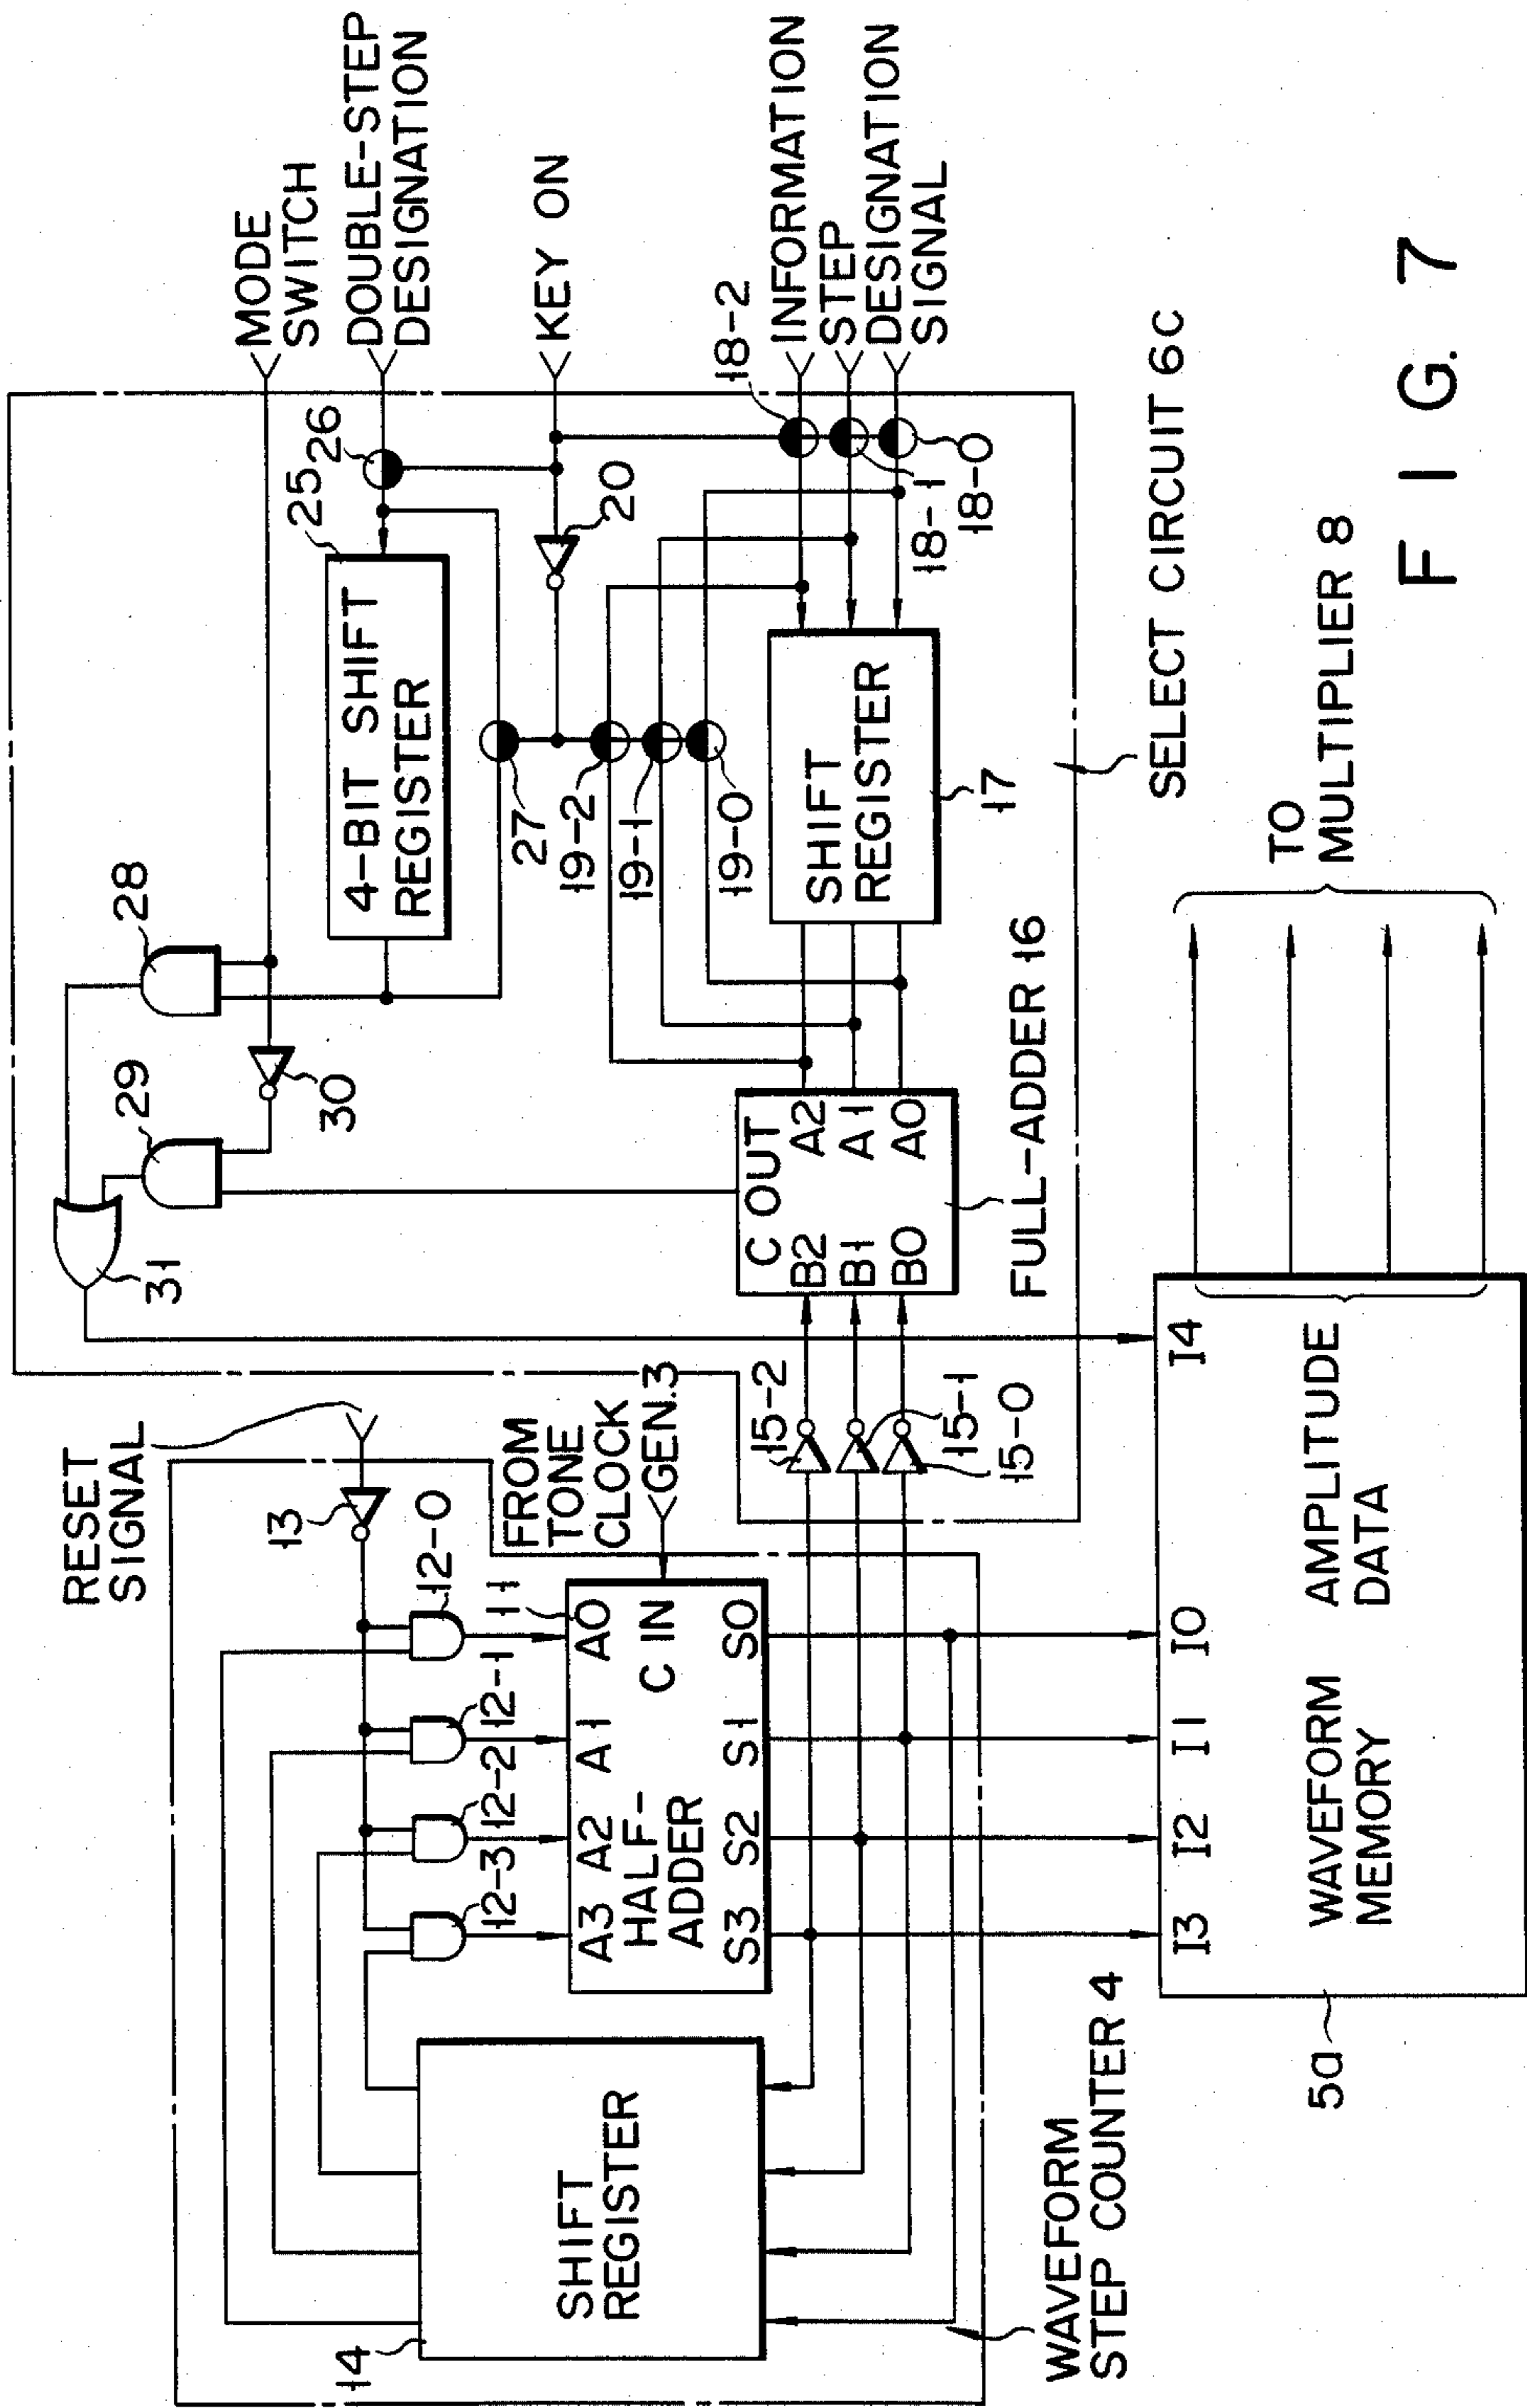 RESET
SIGNAL
13
12-0
12-1
12-2
12-3
11
A3 A2 A1 A0
HALF-
ADDER
C IN
S3 S2 S1 S0
FROM
TONE
CLOCK
GEN.3
14
SHIFT
REGISTER
WAVEFORM
STEP COUNTER 4
15-2
15-1
15-0
31
29
28
30
C OUT
B2 A2
B1 A1
B0 A0
FULL-ADDER 16
25
26
4-BIT SHIFT
REGISTER
27
20
19-2
19-1
19-0
SHIFT
REGISTER
17
18-2
18-1
18-0
MODE
SWITCH
DOUBLE-STEP
DESIGNATION
KEY ON
INFORMATION
STEP
DESIGNATION
SIGNAL
SELECT CIRCUIT 6C
I3 I2 I1 I0 I4
WAVEFORM
MEMORY
AMPLITUDE
DATA
5a
TO
MULTIPLIER 8
FIG. 7